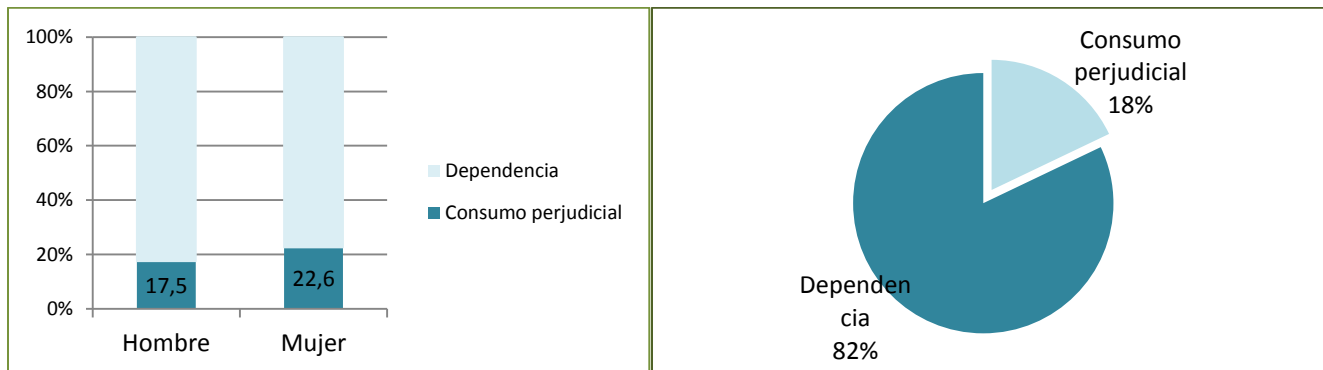 100%
80%
60%
40%
20%
0%
17,5
22,6
Hombre
Mujer
Dependencia
Consumo perjudicial
Consumo
perjudicial
18%
Dependen
cia
82%